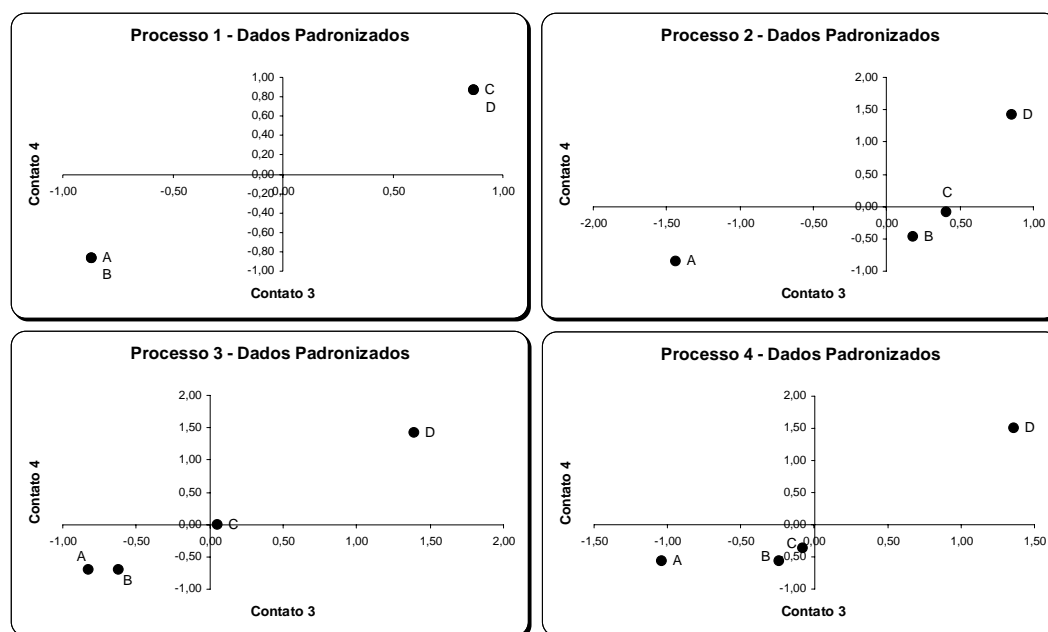 Processo 1 - Dados Padronizados
1,00
0,80
0,60
0,40
0,20
0,00
-0,20
-0,40
-0,60
-0,80
-1,00
-1,00 -0,50 0,00 0,50 1,00
C
D
A
B
Contato 4
Contato 3
Processo 2 - Dados Padronizados
2,00
1,50
1,00
0,50
0,00
-0,50
-1,00
-2,00 -1,50 -1,00 -0,50 0,00 0,50 1,00
D
C
B
A
Contato 4
Contato 3
Processo 3 - Dados Padronizados
2,00
1,50
1,00
0,50
0,00
-0,50
-1,00
-1,00 -0,50 0,00 0,50 1,00 1,50 2,00
D
C
A
B
Contato 4
Contato 3
Processo 4 - Dados Padronizados
2,00
1,50
1,00
0,50
0,00
-0,50
-1,00
-1,50 -1,00 -0,50 0,00 0,50 1,00 1,50
D
C
B
A
Contato 4
Contato 3